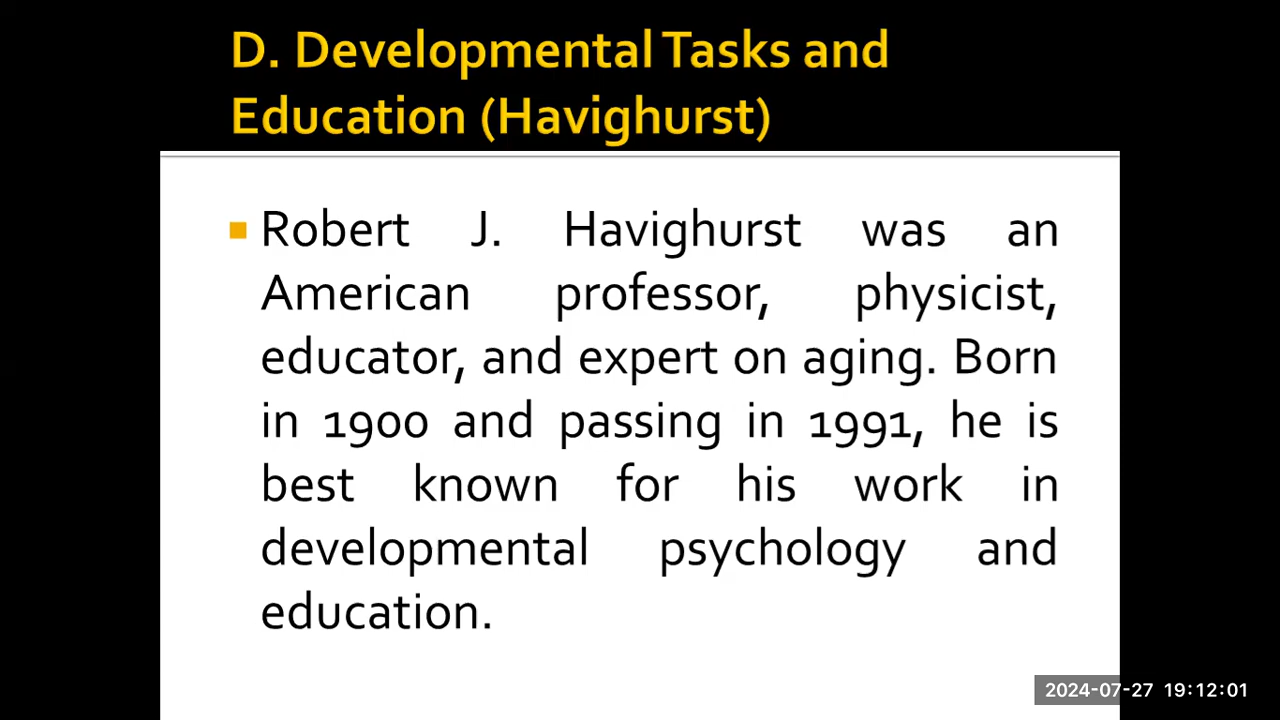 D. Developmental Tasks and
Education (Havighurst)
Robert J. Havighurst was an
American professor, physicist,
educator, and expert on aging. Born
in 1900 and passing in 1991, he is
best known for his work in
developmental psychology and
education.
2024-07-27 19:12:01